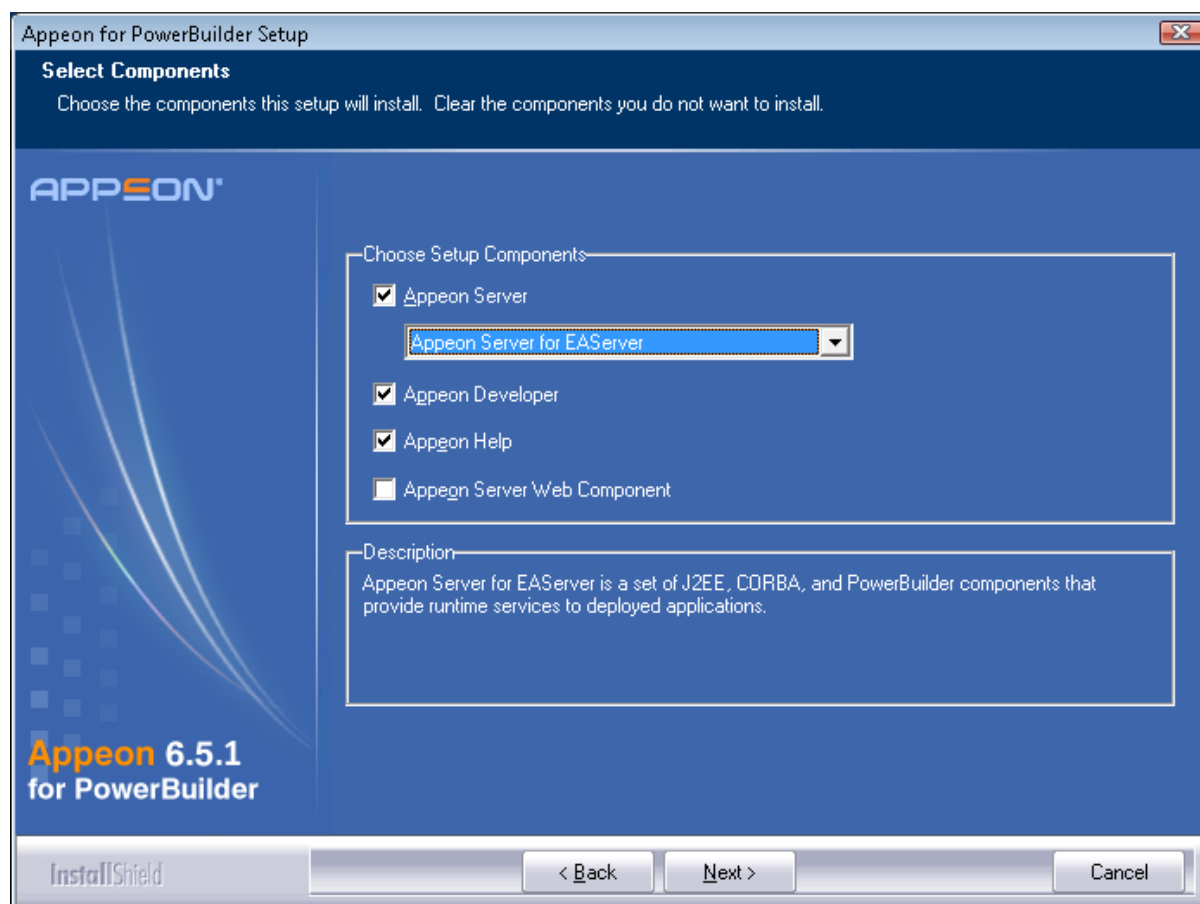 Appeon for PowerBuilder Setup
Select Components
Choose the components this setup will install. Clear the components you do not want to install.
APPEON
Choose Setup Components
Appeon Server
Appeon Server for EAServer
Appeon Developer
Appeon Help
Appeon Server Web Component
Description
Appeon Server for EAServer is a set of J2EE, CORBA, and PowerBuilder components that
provide runtime services to deployed applications.
Appeon 6.5.1
for PowerBuilder
InstallShield
< Back
Next >
Cancel